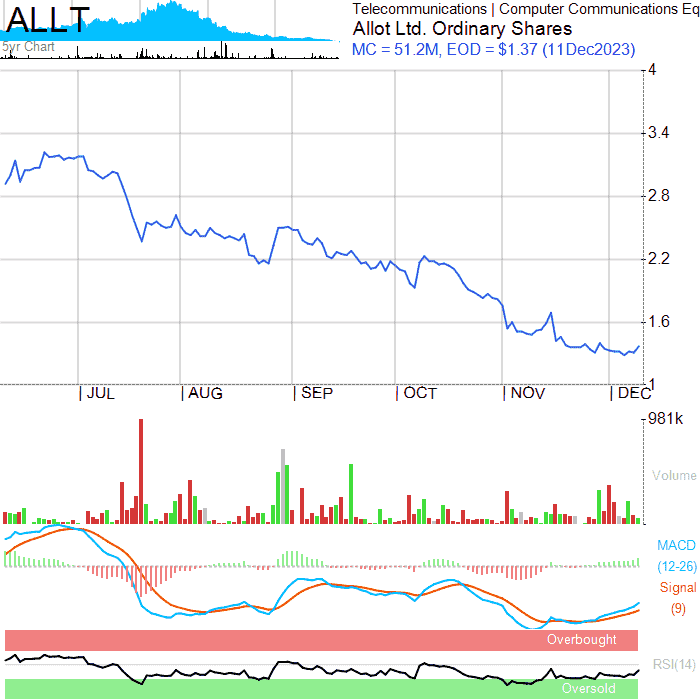 ALLT
5yr Chart
Telecommunications | Computer Communications Eq
Allot Ltd. Ordinary Shares
MC = 51.2M, EOD = $1.37 (11Dec2023)
4
3.4
2.8
2.2
1.6
1
JUL AUG SEP OCT NOV DEC
981k
Volume
MACD
(12-26)
Signal
(9)
Overbought
RSI(14)
Oversold